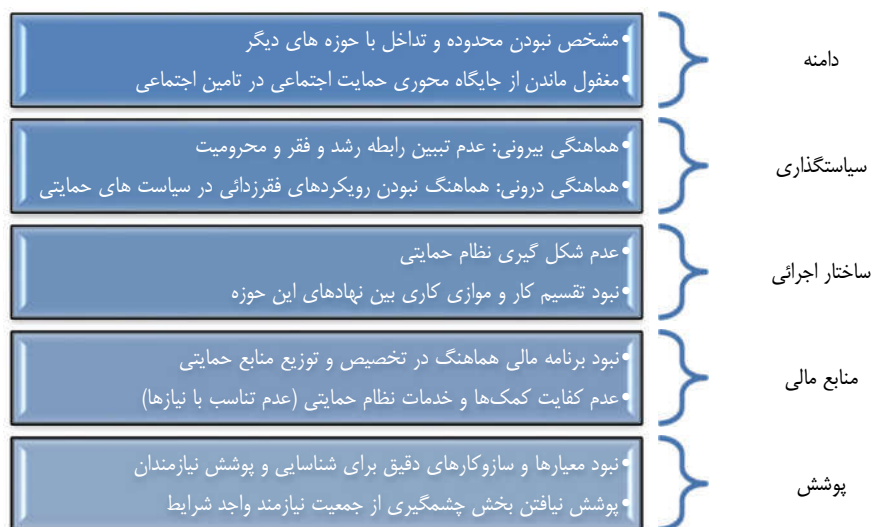 دامنه
•مشخص نبودن محدوده و تداخل با حوزه های دیگر
•مغفول ماندن از جایگاه محوری حمایت اجتماعی در تامین اجتماعی
سیاستگذاری
•هماهنگی بیرونی: عدم تببین رابطه رشد و فقر و محرومیت
•هماهنگی درونی: هماهنگ نبودن رویکردهای فقرزدائی در سیاست های حمایتی
ساختار اجرائی
•عدم شکل گیری نظام حمایتی
•نبود تقسیم کار و موازی کاری بین نهادهای این حوزه
منابع مالی
•نبود برنامه مالی هماهنگ در تخصیص و توزیع منابع حمایتی
•عدم کفایت کمک‌ها و خدمات نظام حمایتی (عدم تناسب با نیازها)
پوشش
•نبود معیارها و سازوکارهای دقیق برای شناسایی و پوشش نیازمندان
•پوشش نیافتن بخش چشمگیری از جمعیت نیازمند واجد شرایط